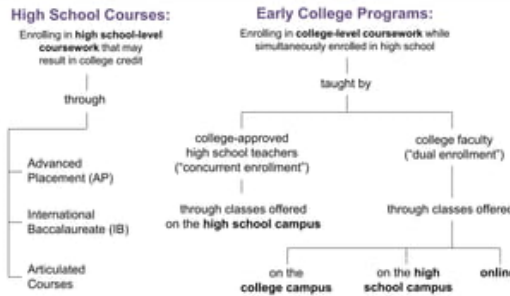 High School Courses:
Enrolling in high school-level
coursework that may
result in college credit
through
Advanced
Placement (AP)
International
Baccalaureate (IB)
Articulated
Courses
Early College Programs:
Enrolling in college-level coursework while
simultaneously enrolled in high school
taught by
college-approved
high school teachers
("concurrent enrollment")
through classes offered
on the high school campus
college faculty
("dual enrollment")
through classes offered
on the
college campus
on the high
school campus
online